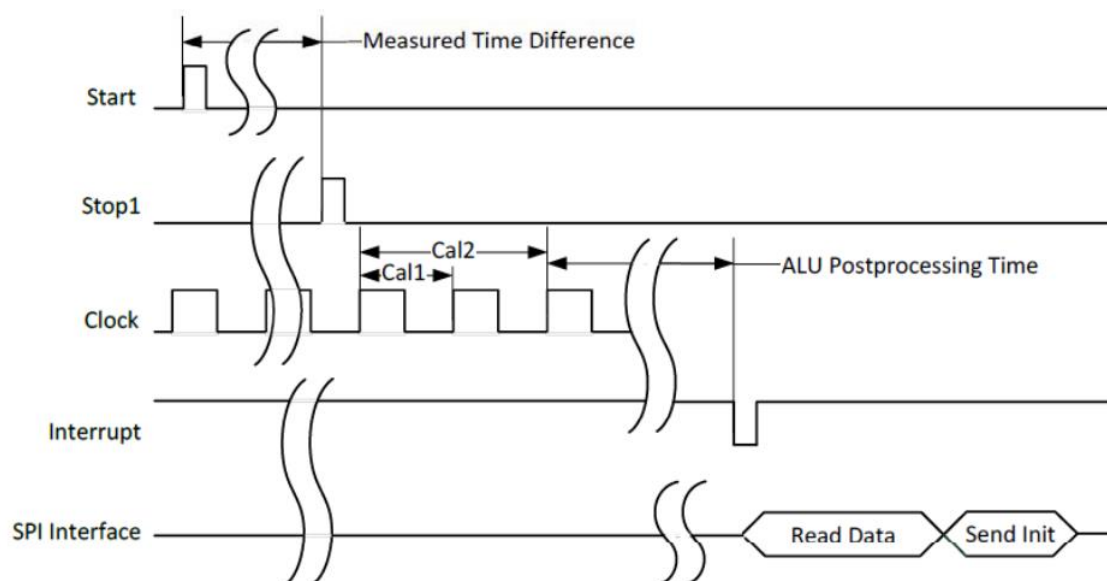 Measured Time Difference
Start
Stop1
Cal2
Cal1
ALU Postprocessing Time
Clock
Interrupt
SPI Interface
Read Data
Send Init